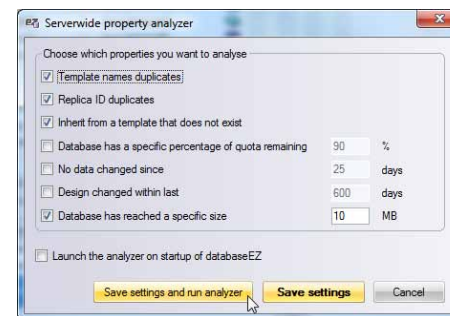 eZ Serverwide property analyzer
Choose which properties you want to analyse
Template names duplicates
Replica ID duplicates
Inherit from a template that does not exist
Database has a specific percentage of quota remaining 90 %
No data changed since 25 days
Design changed within last 600 days
Database has reached a specific size 10 MB
Launch the analyzer on startup of databaseEZ
Save settings and run analyzer Save settings Cancel